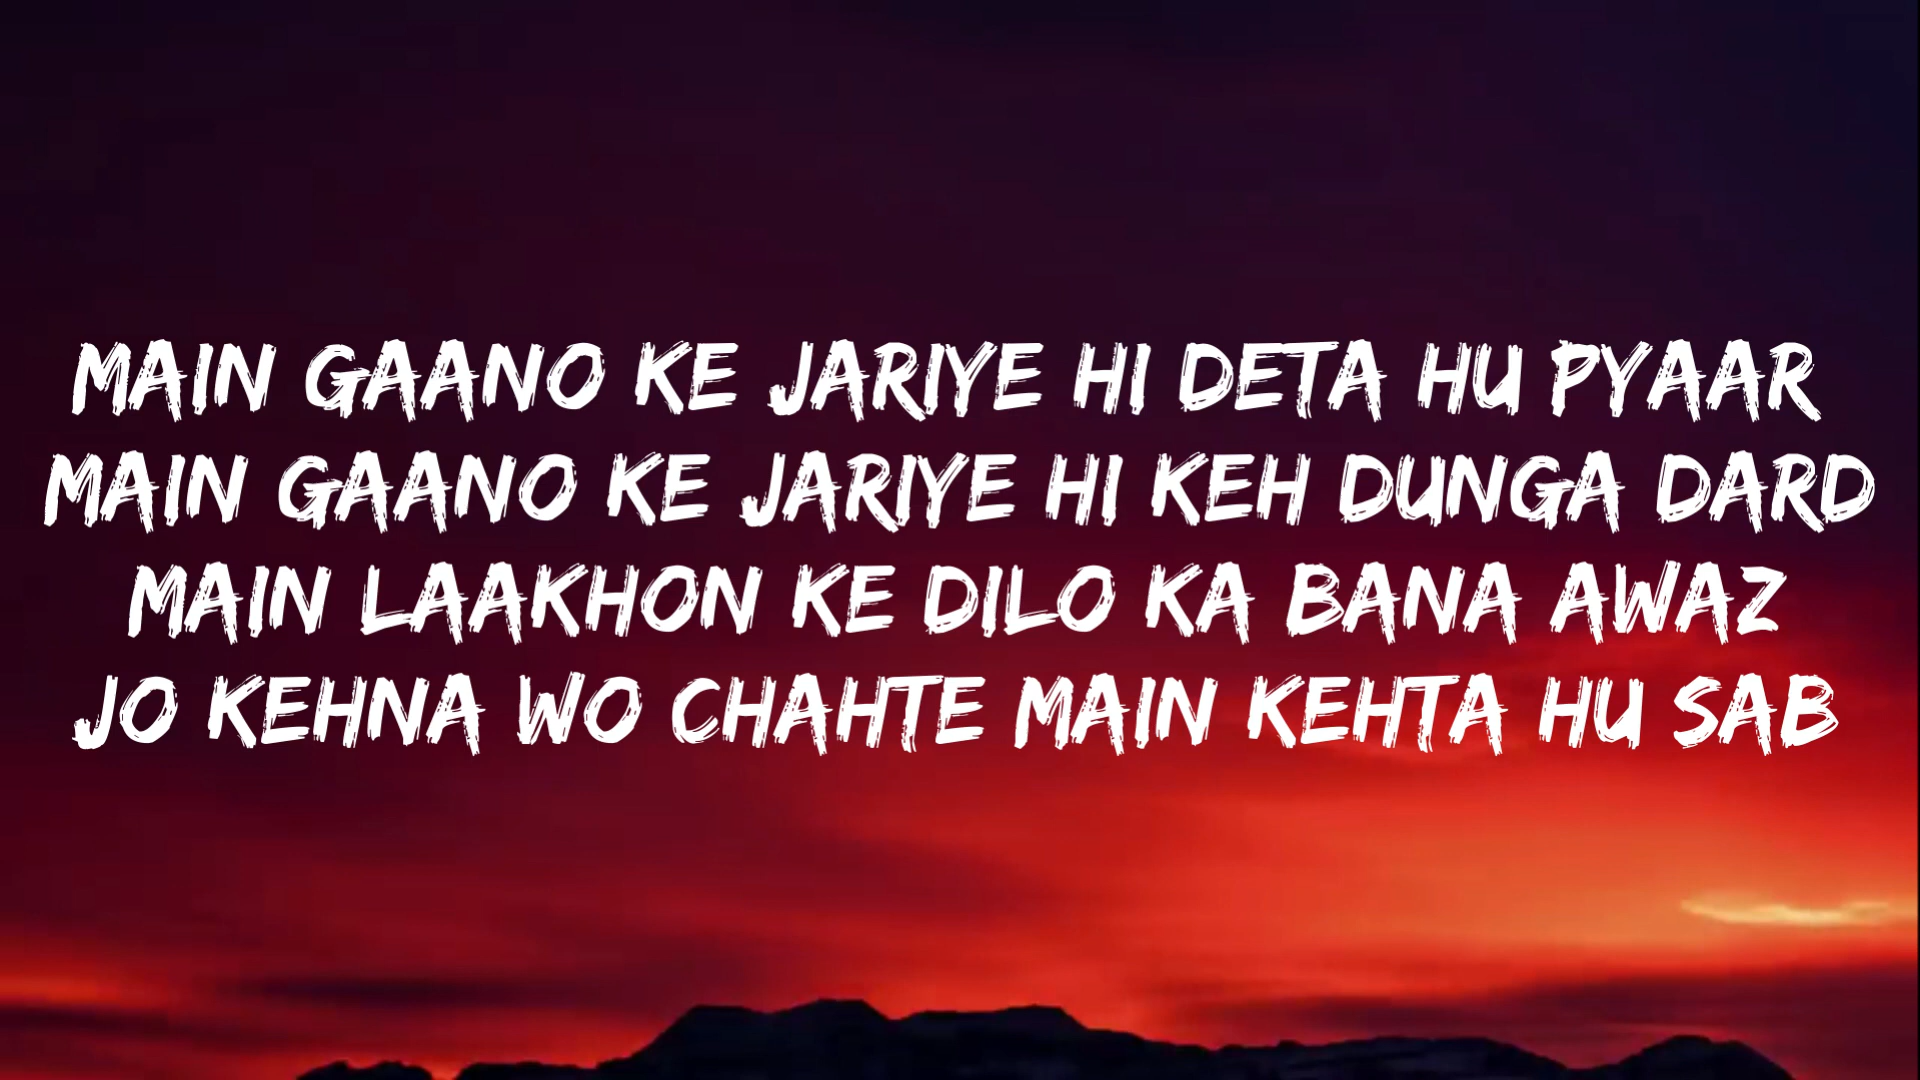 MAIN GAANO KE JARIYE HI DETA HU PYAAR
MAIN GAANO KE JARIYE HI KEH DUNGA DARD
MAIN LAAKHON KE DILO KA BANA AWAZ
JO KEHNA WO CHAHTE MAIN KEHTA HU SAB